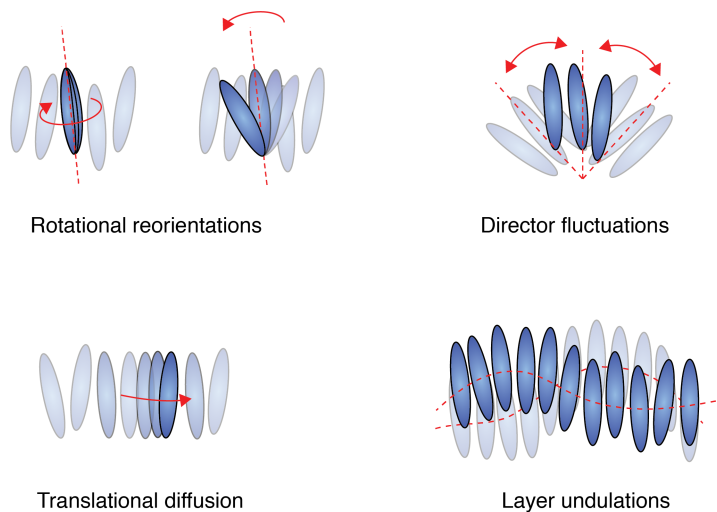 Rotational reorientations
Director fluctuations
Translational diffusion
Layer undulations